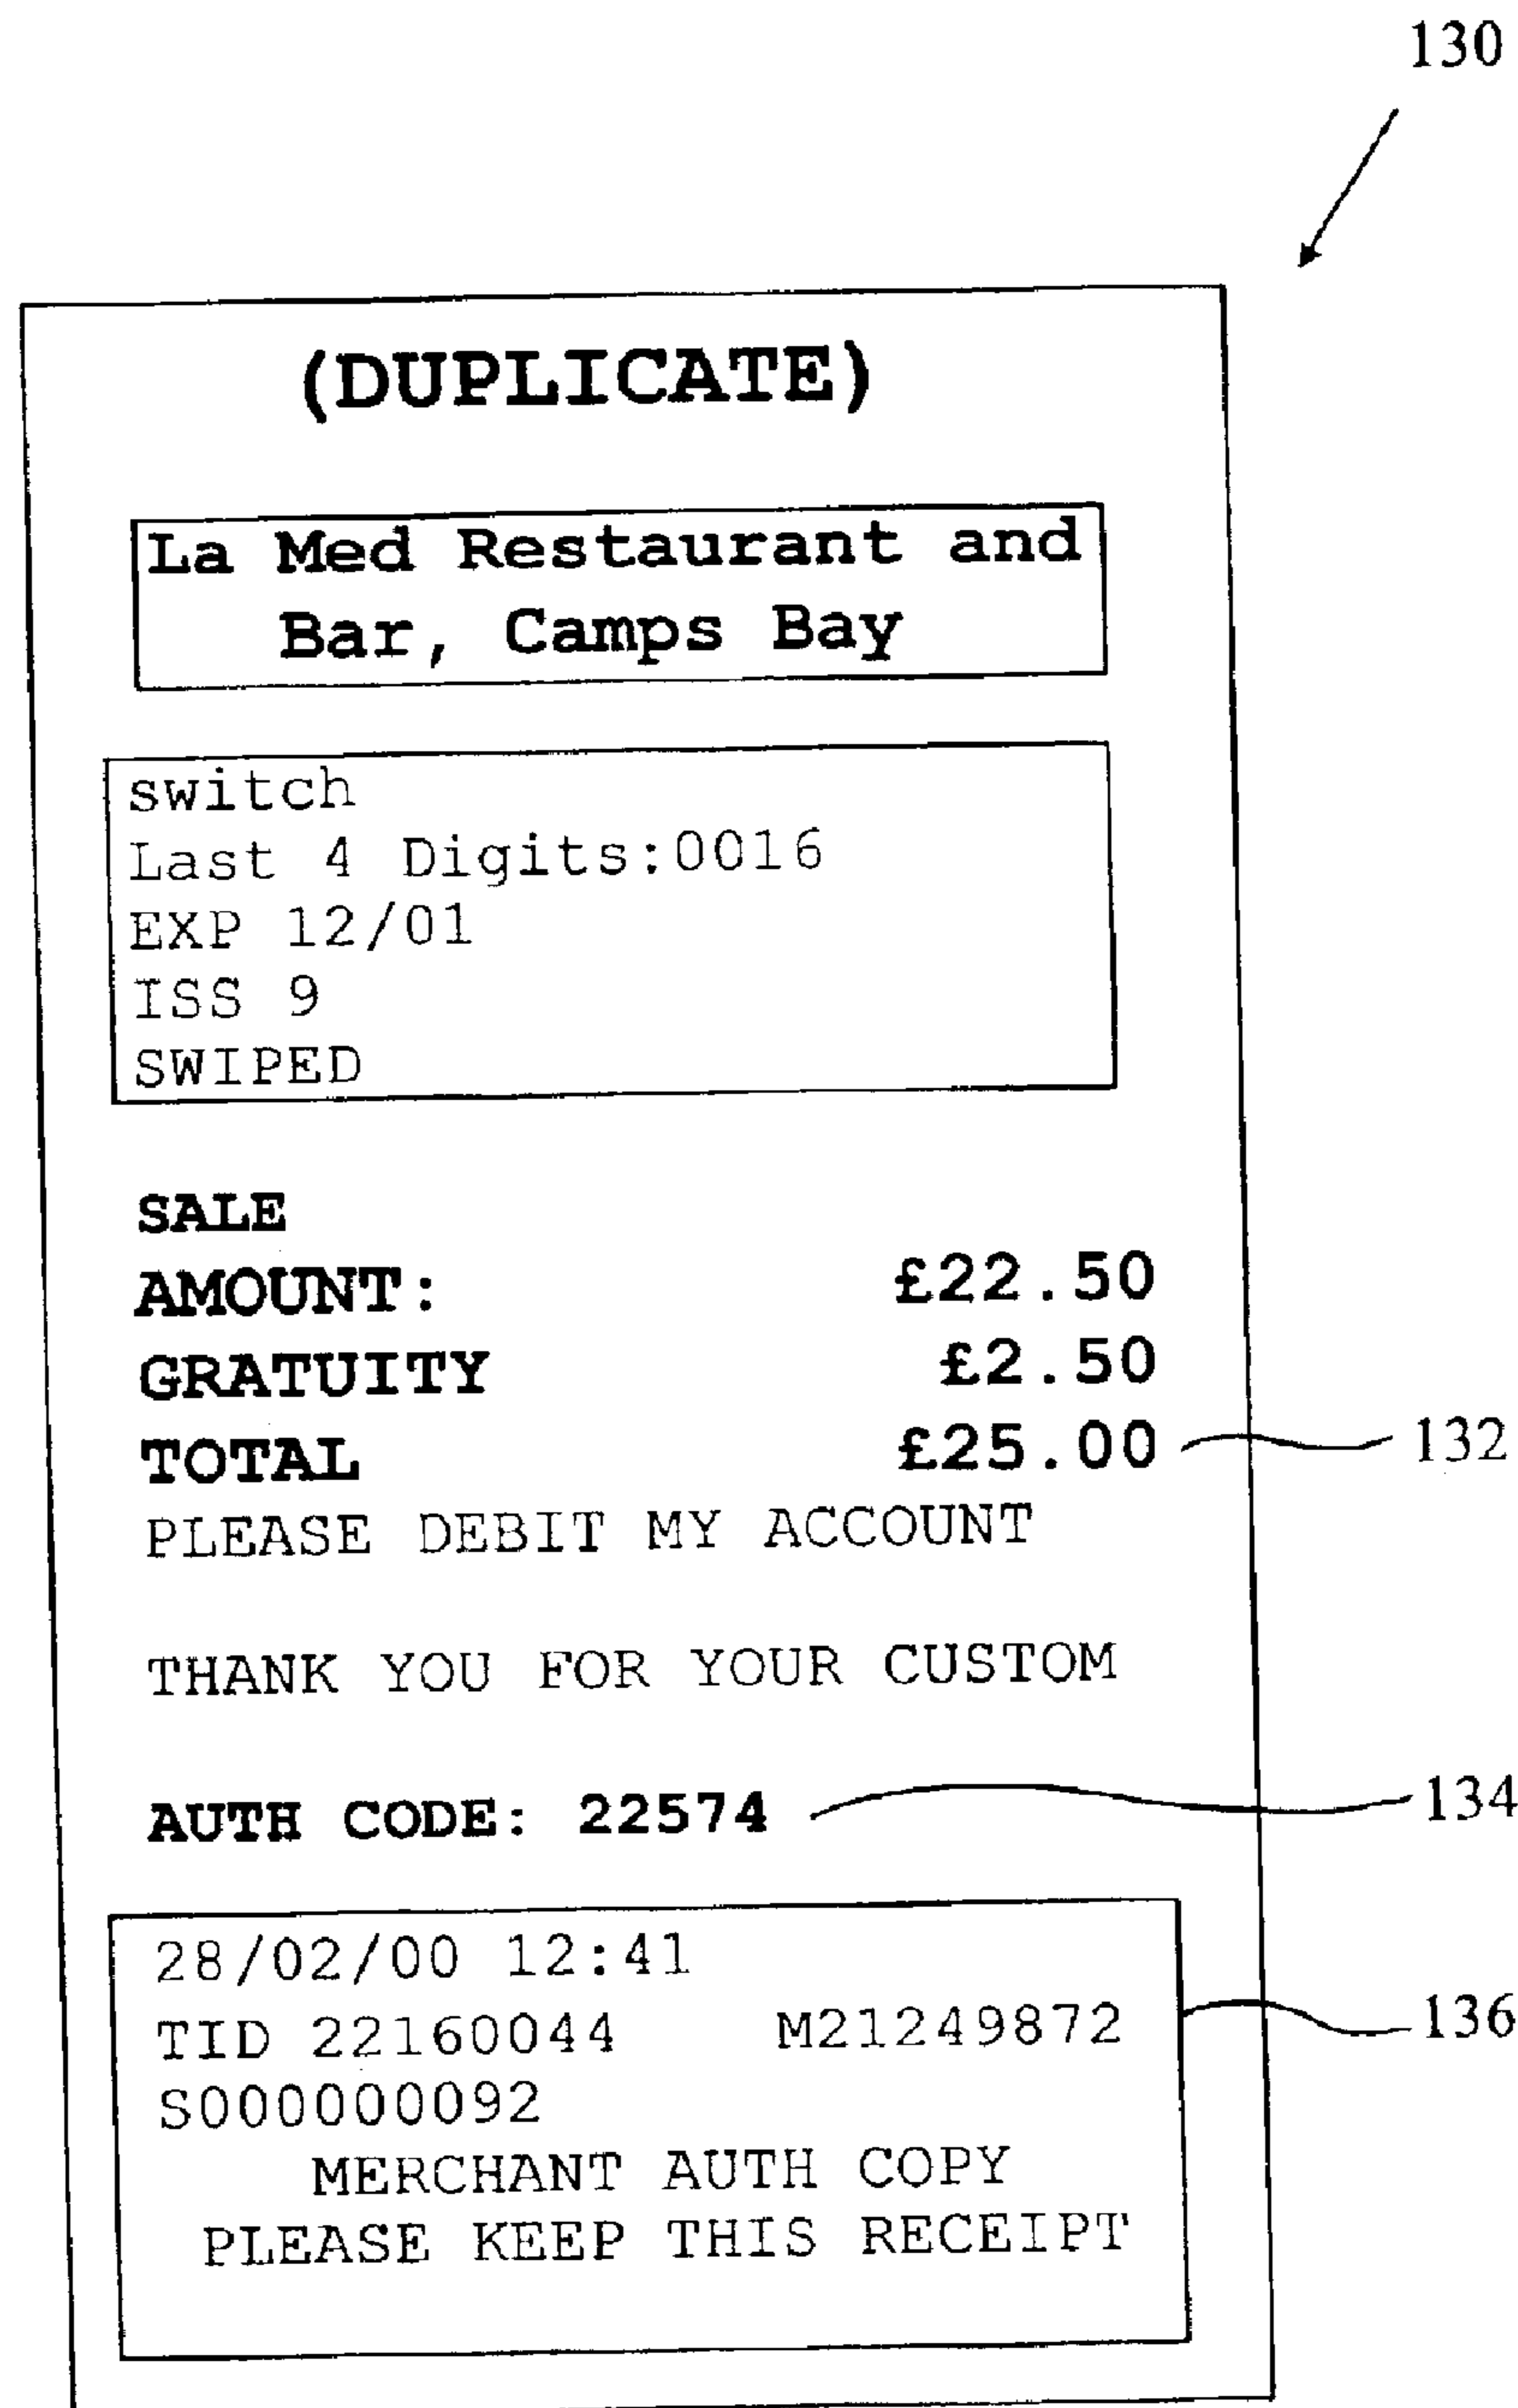 130
(DUPLICATE)
La Med Restaurant and
Bar, Camps Bay
switch
Last 4 Digits:0016
EXP 12/01
ISS 9
SWIPED
SALE
AMOUNT: £22.50
GRATUITY £2.50
TOTAL £25.00 132
PLEASE DEBIT MY ACCOUNT
THANK YOU FOR YOUR CUSTOM
AUTH CODE: 22574 134
28/02/00 12:41
TID 22160044 M21249872 136
S000000092
MERCHANT AUTH COPY
PLEASE KEEP THIS RECEIPT